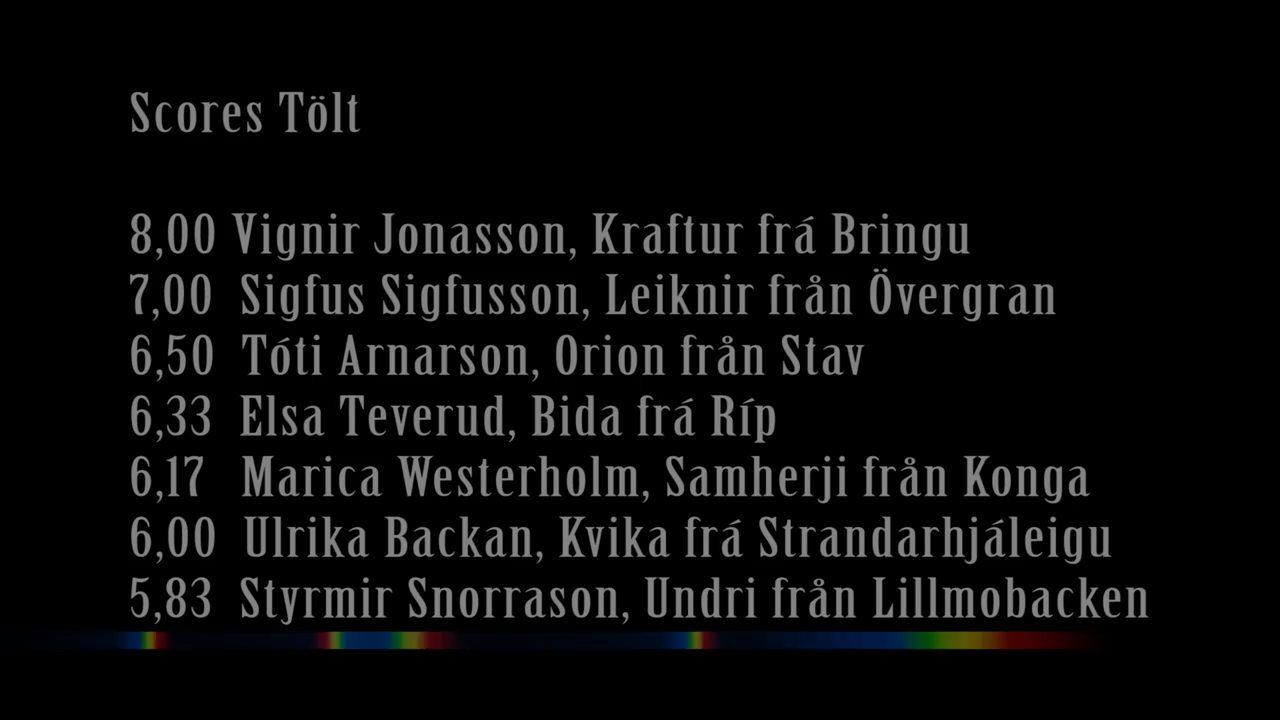 Scores Tölt
8,00 Vignir Jonasson, Kraftur frá Bringu
7,00 Sigfus Sigfusson, Leiknir från Övergran
6,50 Tóti Arnarson, Orion från Stav
6,33 Elsa Teverud, Bida frá Ríp
6,17 Marica Westerholm, Samherji från Konga
6,00 Ulrika Backan, Kvika frá Strandarhjáleigu
5,83 Styrmir Snorrason, Undri från Lillmobacken